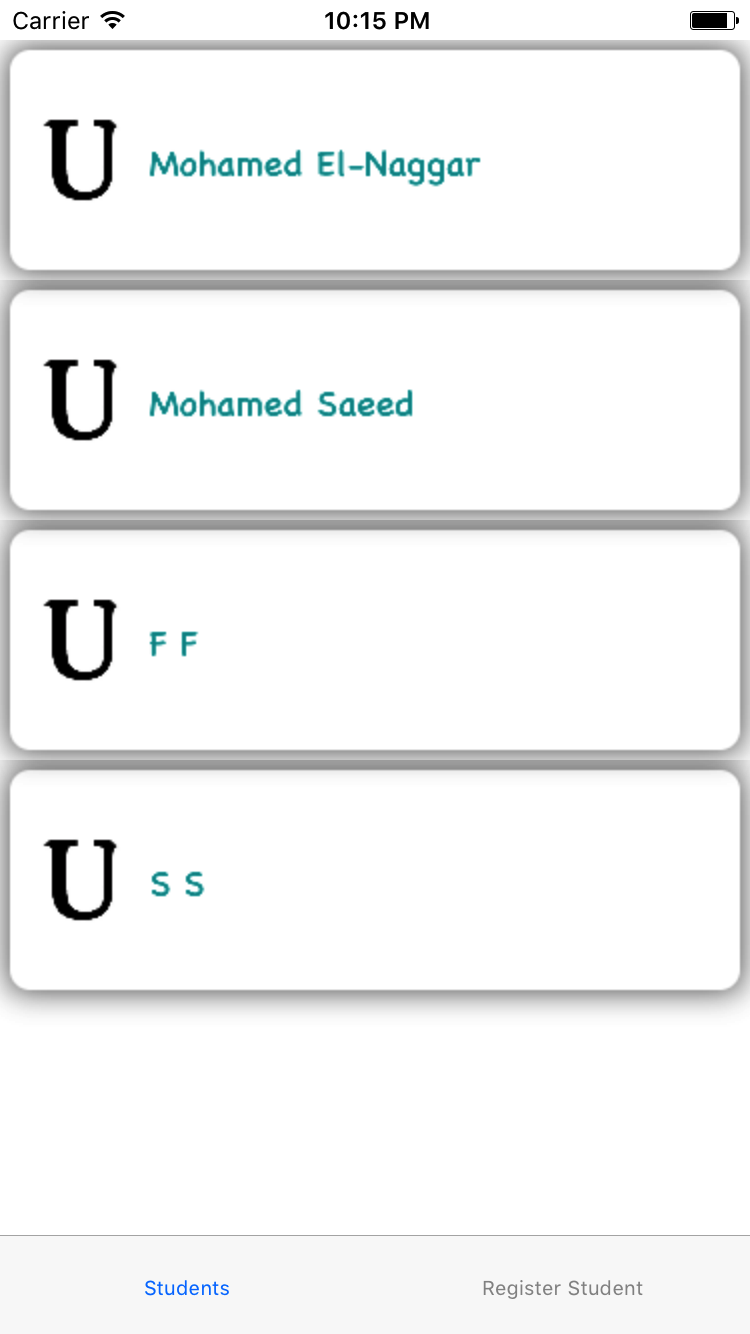 Carrier 10:15 PM
U Mohamed El-Naggar
U Mohamed Saeed
U F F
U S S
Students Register Student